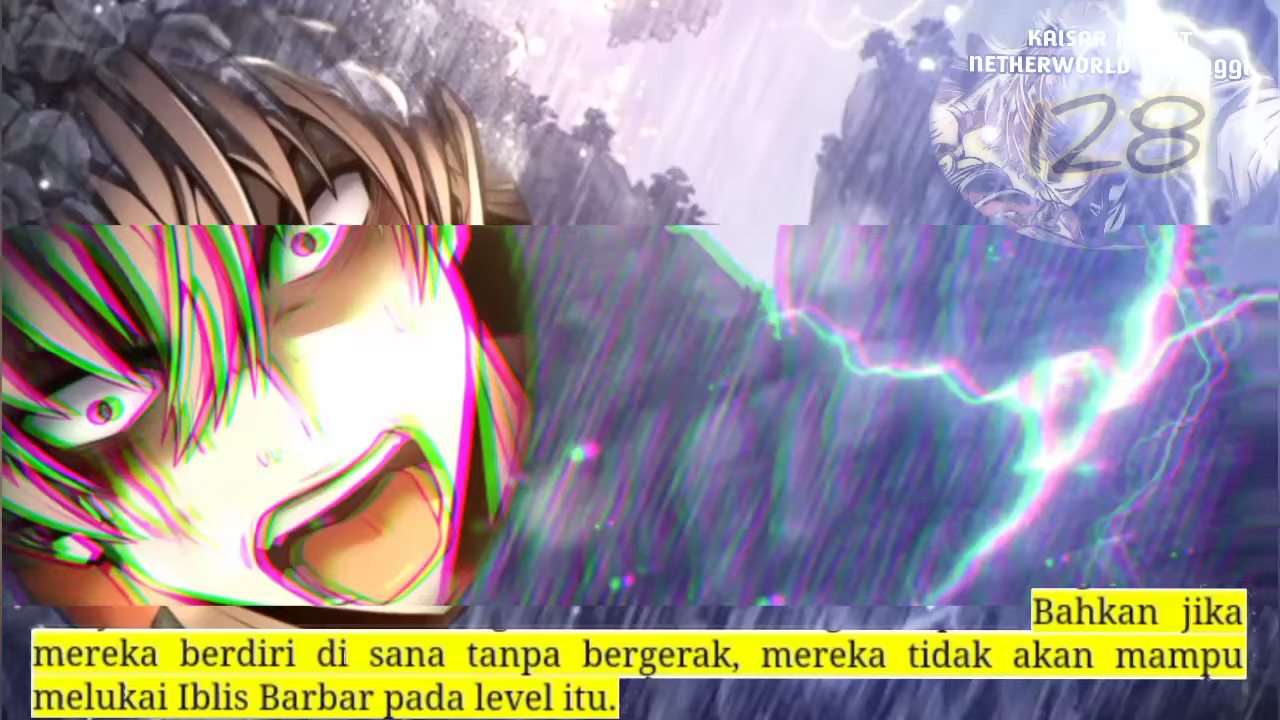 KAISAR
NETHERWORLD
128
Bahkan jika
mereka berdiri di sana tanpa bergerak, mereka tidak akan mampu
melukai Iblis Barbar pada level itu.